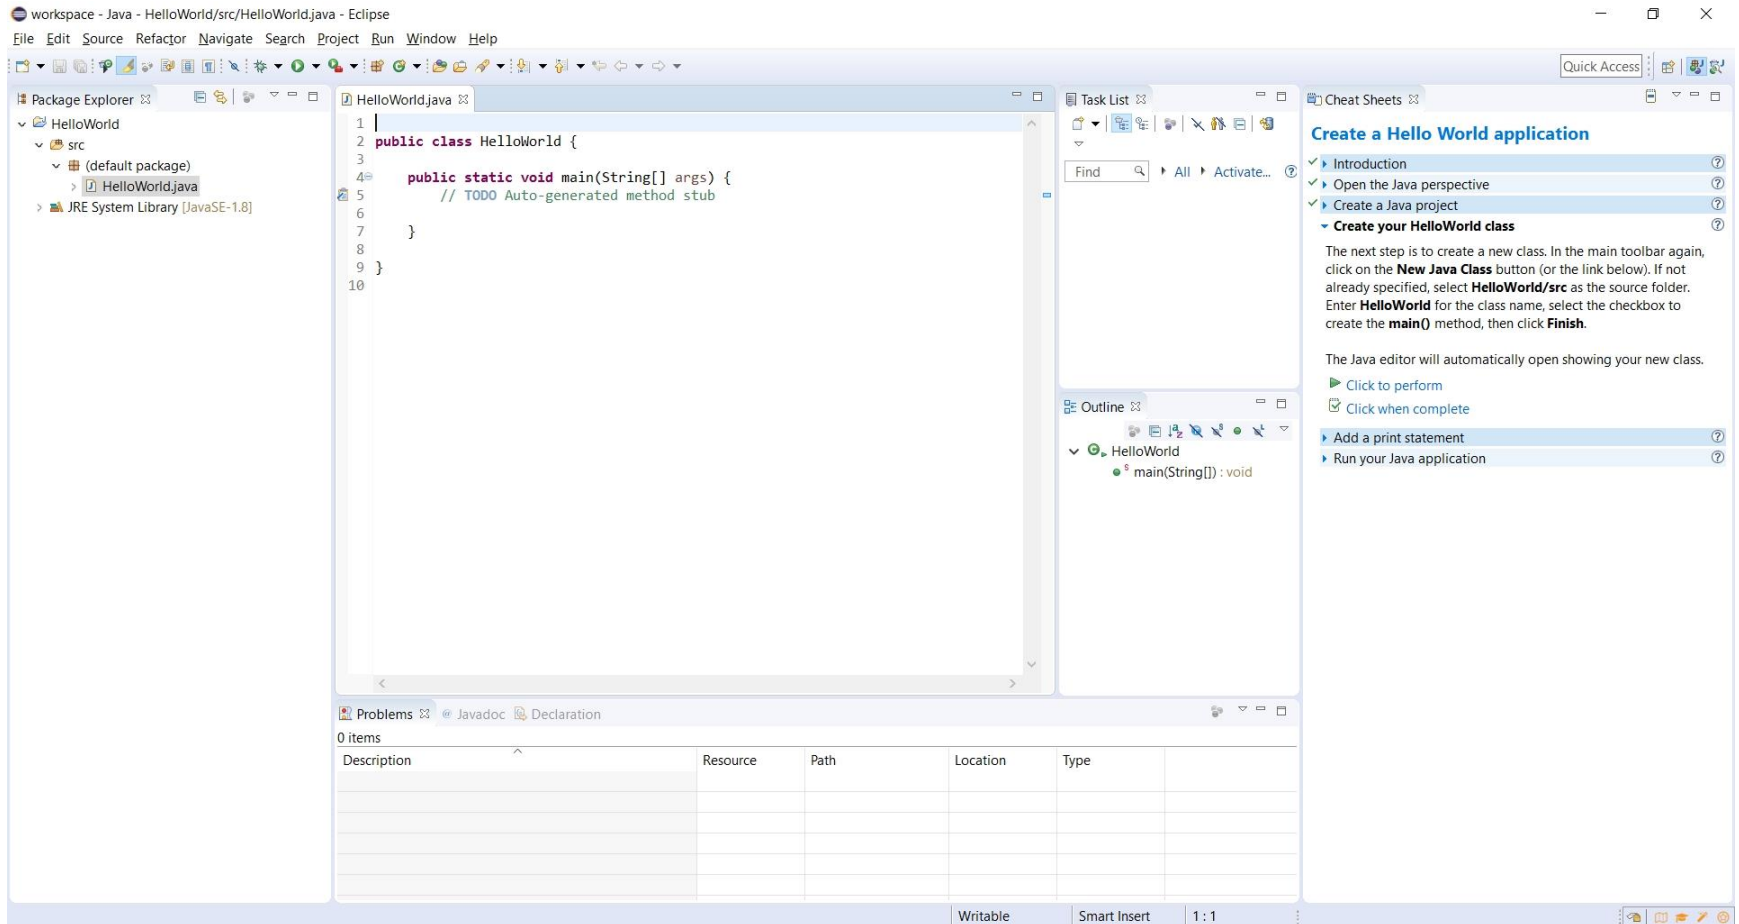 workspace - Java - HelloWorld/src/HelloWorld.java - Eclipse
File Edit Source Refactor Navigate Search Project Run Window Help
Quick Access
Package Explorer
HelloWorld
src
(default package)
HelloWorld.java
JRE System Library [JavaSE-1.8]
HelloWorld.java
1
2 public class HelloWorld {
3
4 public static void main(String[] args) {
5 // TODO Auto-generated method stub
6
7 }
8
9 }
10
Task List
Find All Activate...
Outline
HelloWorld
main(String[]) : void
Cheat Sheets
Create a Hello World application
Introduction
Open the Java perspective
Create a Java project
Create your HelloWorld class
The next step is to create a new class. In the main toolbar again,
click on the New Java Class button (or the link below). If not
already specified, select HelloWorld/src as the source folder.
Enter HelloWorld for the class name, select the checkbox to
create the main() method, then click Finish.
The Java editor will automatically open showing your new class.
Click to perform
Click when complete
Add a print statement
Run your Java application
Problems Javadoc Declaration
0 items
Description Resource Path Location Type
Writable Smart Insert 1 : 1